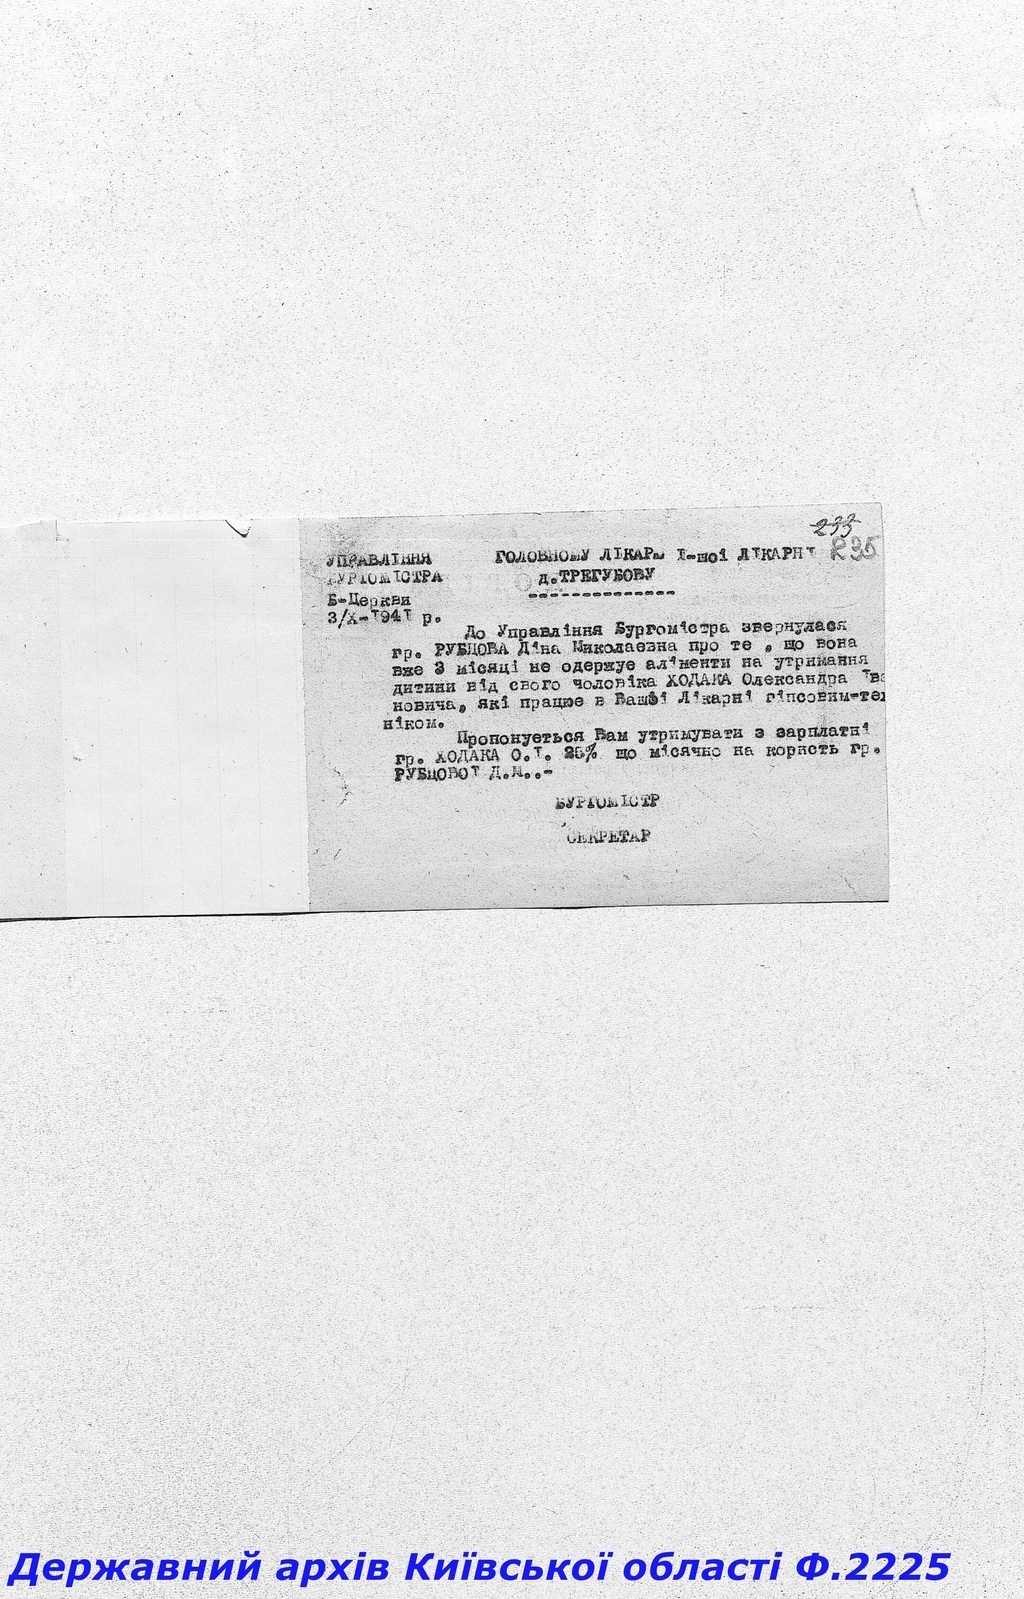 233
235
УПРАВЛІННЯ
БУРГОМІСТРА
Б-Церкви
3/X-1941 р.
ГОЛОВНОМУ ЛІКАРЮ І-шої ЛІКАРНІ
д.ТРЕГУБОВУ
До Управління Бургомістра звернулася
гр. РУБЦОВА Діна Миколаевна про те , що вона
вже 3 місяці не одержує аліменти на утримання
дитини від свого чоловіка ХОДАКА Олександра Іва
новича, які працює в Вашій Лікарні гіпсовим-тех
ніком.
Пропонується Вам утримувати з зарплатні
гр. ХОДАКА О.І. 25% що місячно на користь гр.
РУБЦОВОІ Д.М..-
БУРГОМІСТР
СЕКРЕТАР
Державний архів Київської області Ф.2225